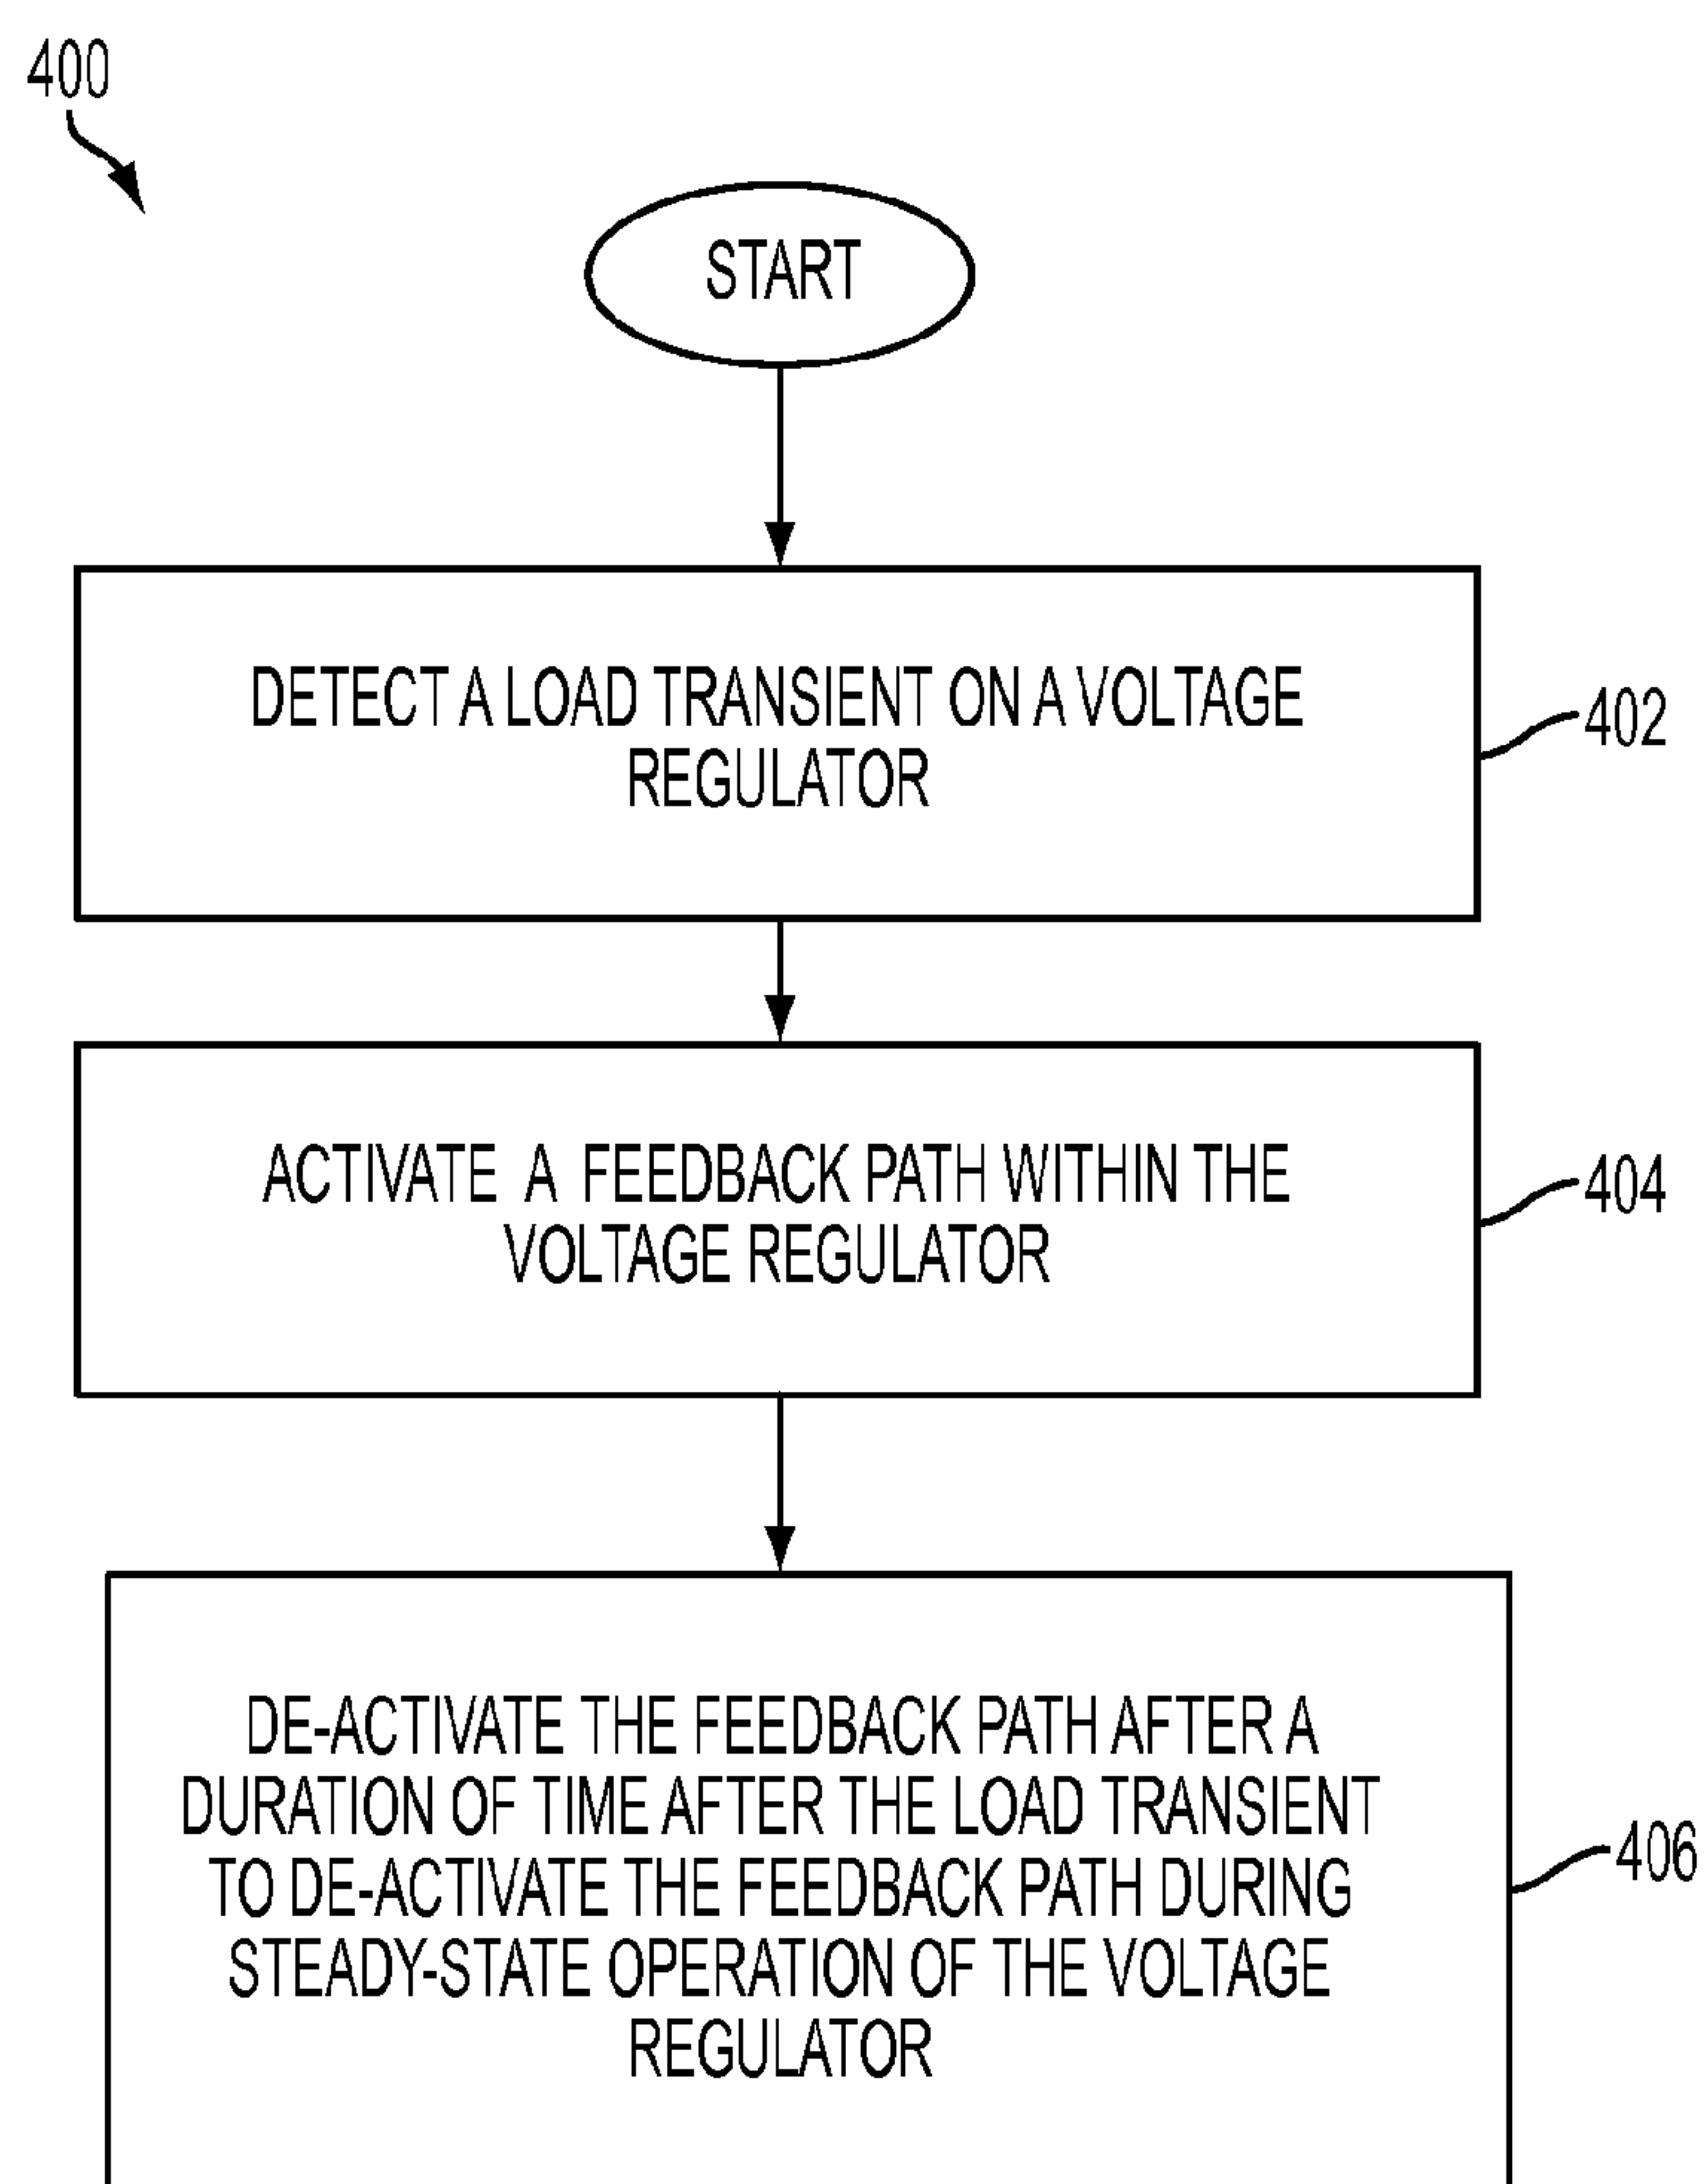 400
START
DETECT A LOAD TRANSIENT ON A VOLTAGE
REGULATOR
402
ACTIVATE A FEEDBACK PATH WITHIN THE
VOLTAGE REGULATOR
404
DE-ACTIVATE THE FEEDBACK PATH AFTER A
DURATION OF TIME AFTER THE LOAD TRANSIENT
TO DE-ACTIVATE THE FEEDBACK PATH DURING
STEADY-STATE OPERATION OF THE VOLTAGE
REGULATOR
406